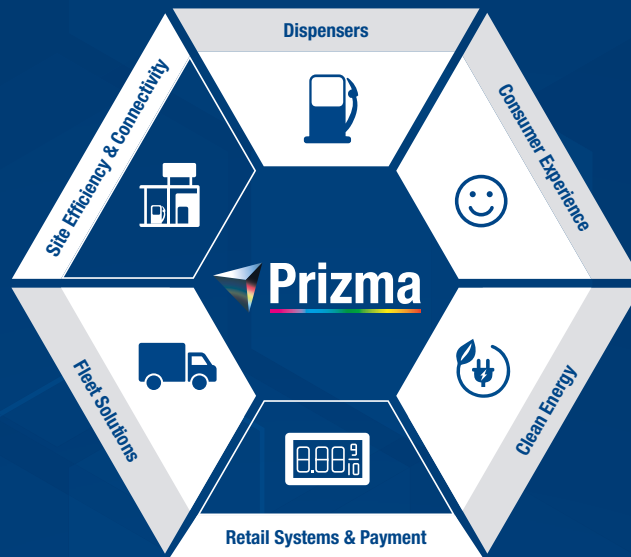 Dispensers
Site Efficiency & Connectivity
Consumer Experience
Prizma
Fleet Solutions
Clean Energy
8.88 9/10
Retail Systems & Payment